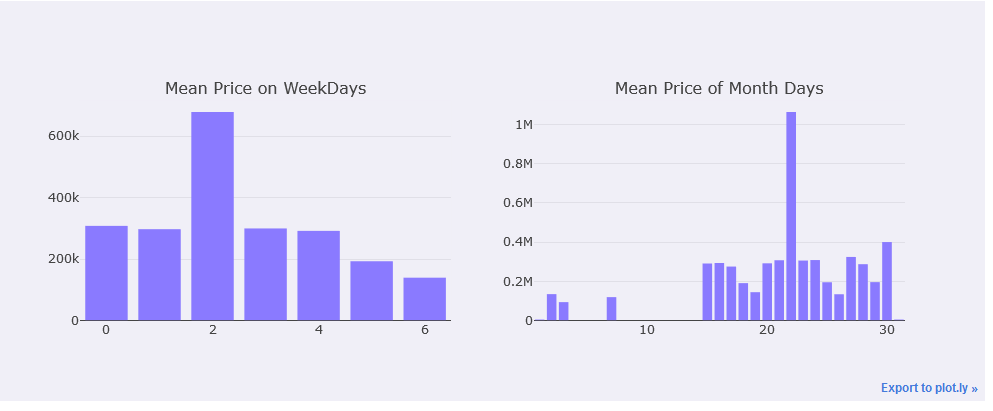 Mean Price on WeekDays
600k
400k
200k
0
0 2 4 6
Mean Price of Month Days
1M
0.8M
0.6M
0.4M
0.2M
0
10 20 30
Export to plot.ly »